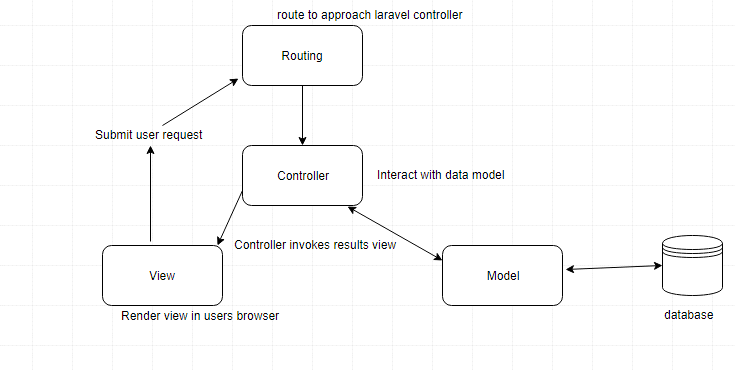 route to approach laravel controller
Routing
Submit user request
Controller
Interact with data model
Controller invokes results view
View
Model
Render view in users browser
database